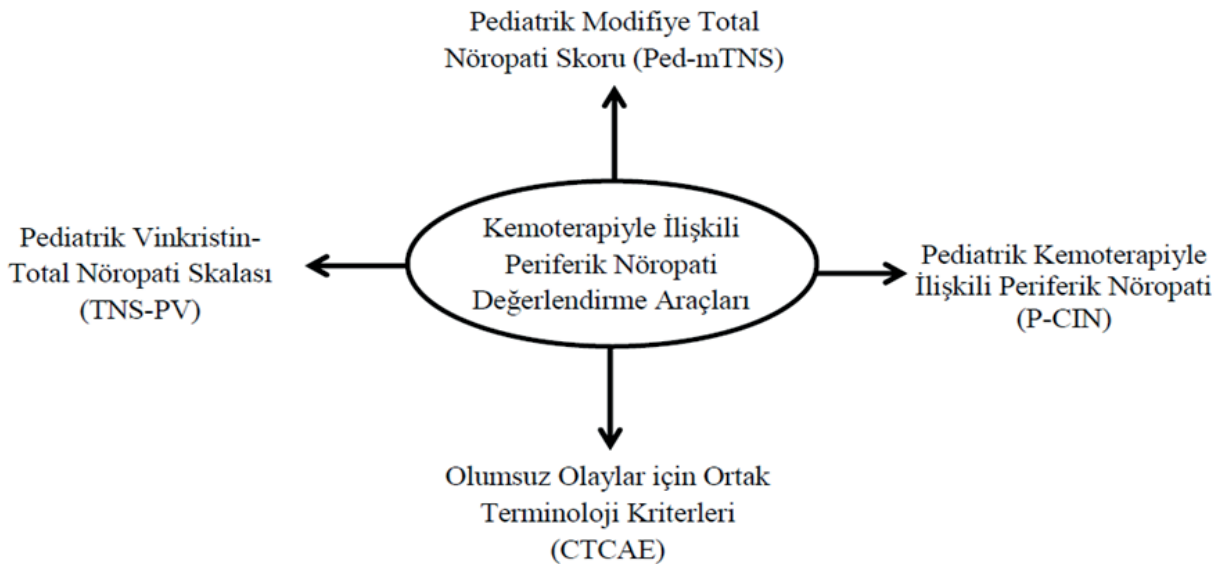 Pediatrik Modifiye Total
Nöropati Skoru (Ped-mTNS)
Pediatrik Vinkristin-
Total Nöropati Skalası
(TNS-PV)
Kemoterapiyle İlişkili
Periferik Nöropati
Değerlendirme Araçları
Pediatrik Kemoterapiyle
İlişkili Periferik Nöropati
(P-CIN)
Olumsuz Olaylar için Ortak
Terminoloji Kriterleri
(CTCAE)